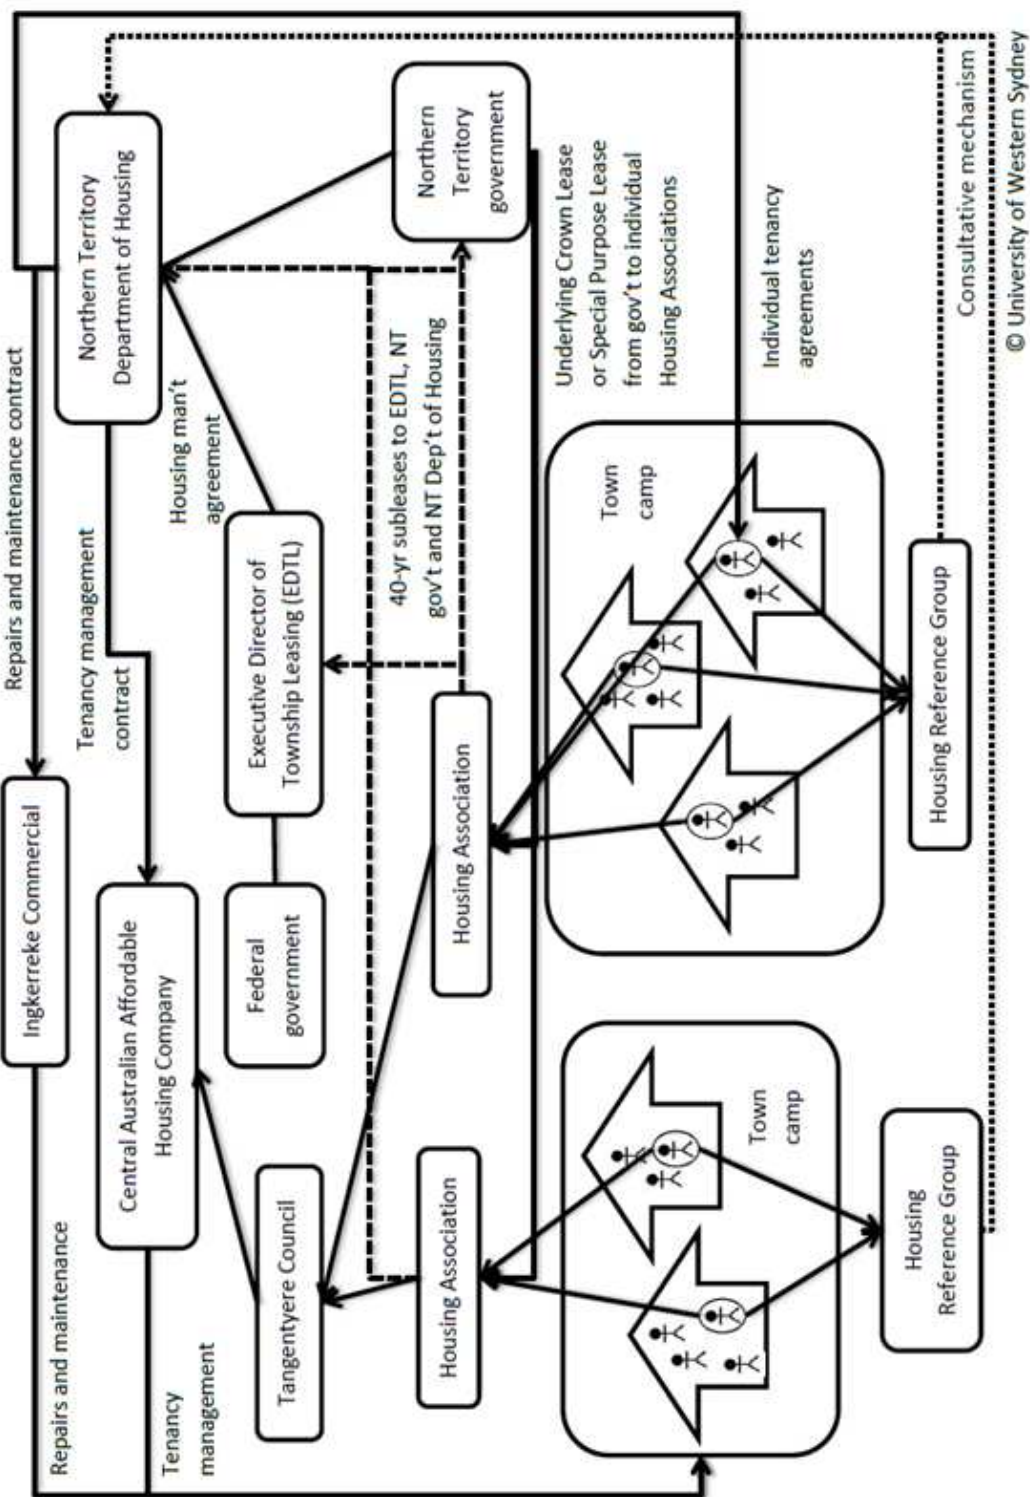 Repairs and maintenance contract
Repairs and maintenance
Ingkerreke Commercial
Tenancy management
contract
Northern Territory
Department of Housing
Tenancy
management
Central Australian Affordable
Housing Company
Housing man't
agreement
Federal
government
Executive Director of
Township Leasing (EDTL)
Tangentyere Council
40-yr subleases to EDTL, NT
gov't and NT Dep't of Housing
Northern
Territory
government
Housing Association
Housing Association
Underlying Crown Lease
or Special Purpose Lease
from gov't to individual
Housing Associations
Town
camp
Town
camp
Individual tenancy
agreements
Housing
Reference Group
Housing Reference Group
Consultative mechanism
© University of Western Sydney